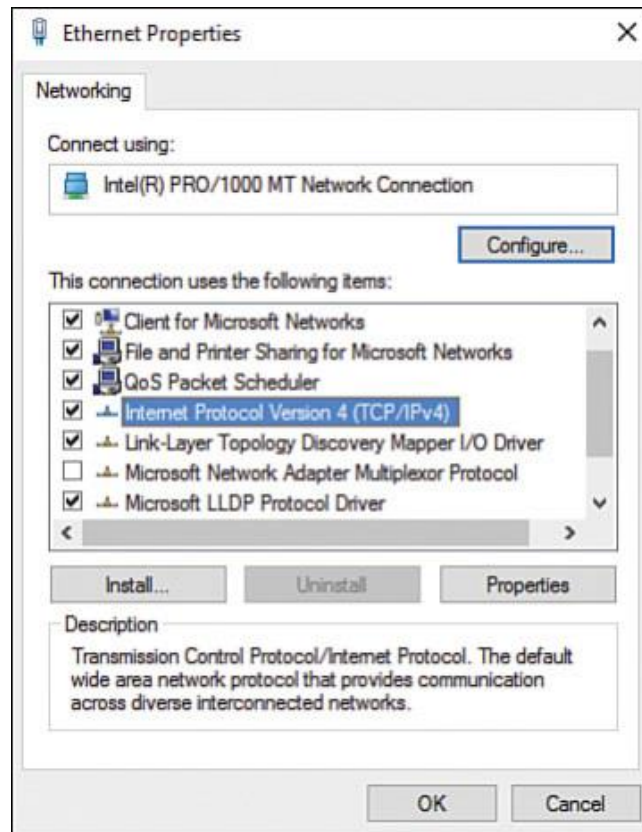 Ethernet Properties
Networking
Connect using:
Intel(R) PRO/1000 MT Network Connection
Configure...
This connection uses the following items:
Client for Microsoft Networks
File and Printer Sharing for Microsoft Networks
QoS Packet Scheduler
Internet Protocol Version 4 (TCP/IPv4)
Link-Layer Topology Discovery Mapper I/O Driver
Microsoft Network Adapter Multiplexor Protocol
Microsoft LLDP Protocol Driver
Install... Uninstall Properties
Description
Transmission Control Protocol/Internet Protocol. The default
wide area network protocol that provides communication
across diverse interconnected networks.
OK Cancel